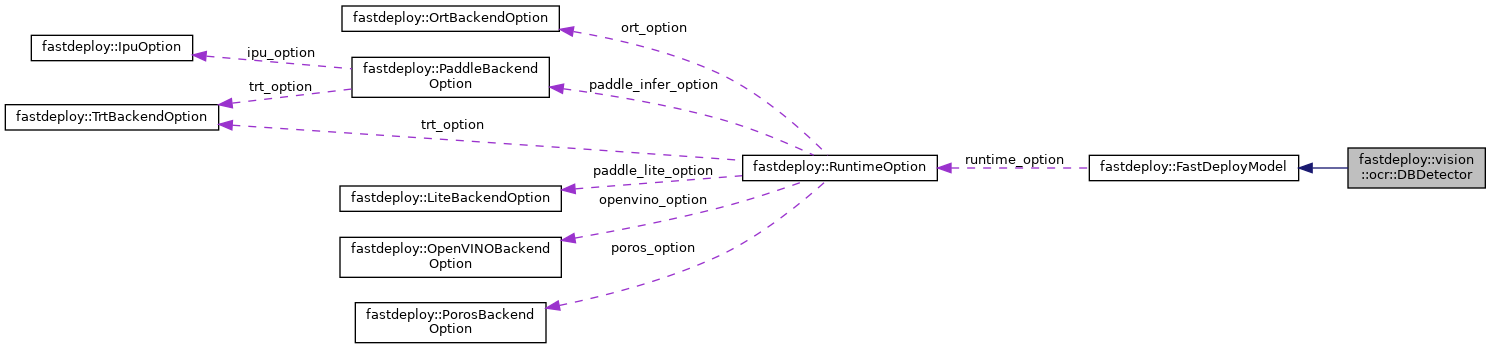 fastdeploy::OrtBackendOption
ort_option
fastdeploy::IpuOption
ipu_option
fastdeploy::PaddleBackend
Option
paddle_infer_option
trt_option
fastdeploy::TrtBackendOption
trt_option
fastdeploy::RuntimeOption
runtime_option
fastdeploy::FastDeployModel
fastdeploy::vision
::ocr::DBDetector
paddle_lite_option
fastdeploy::LiteBackendOption
openvino_option
fastdeploy::OpenVINOBackend
Option
poros_option
fastdeploy::PorosBackend
Option